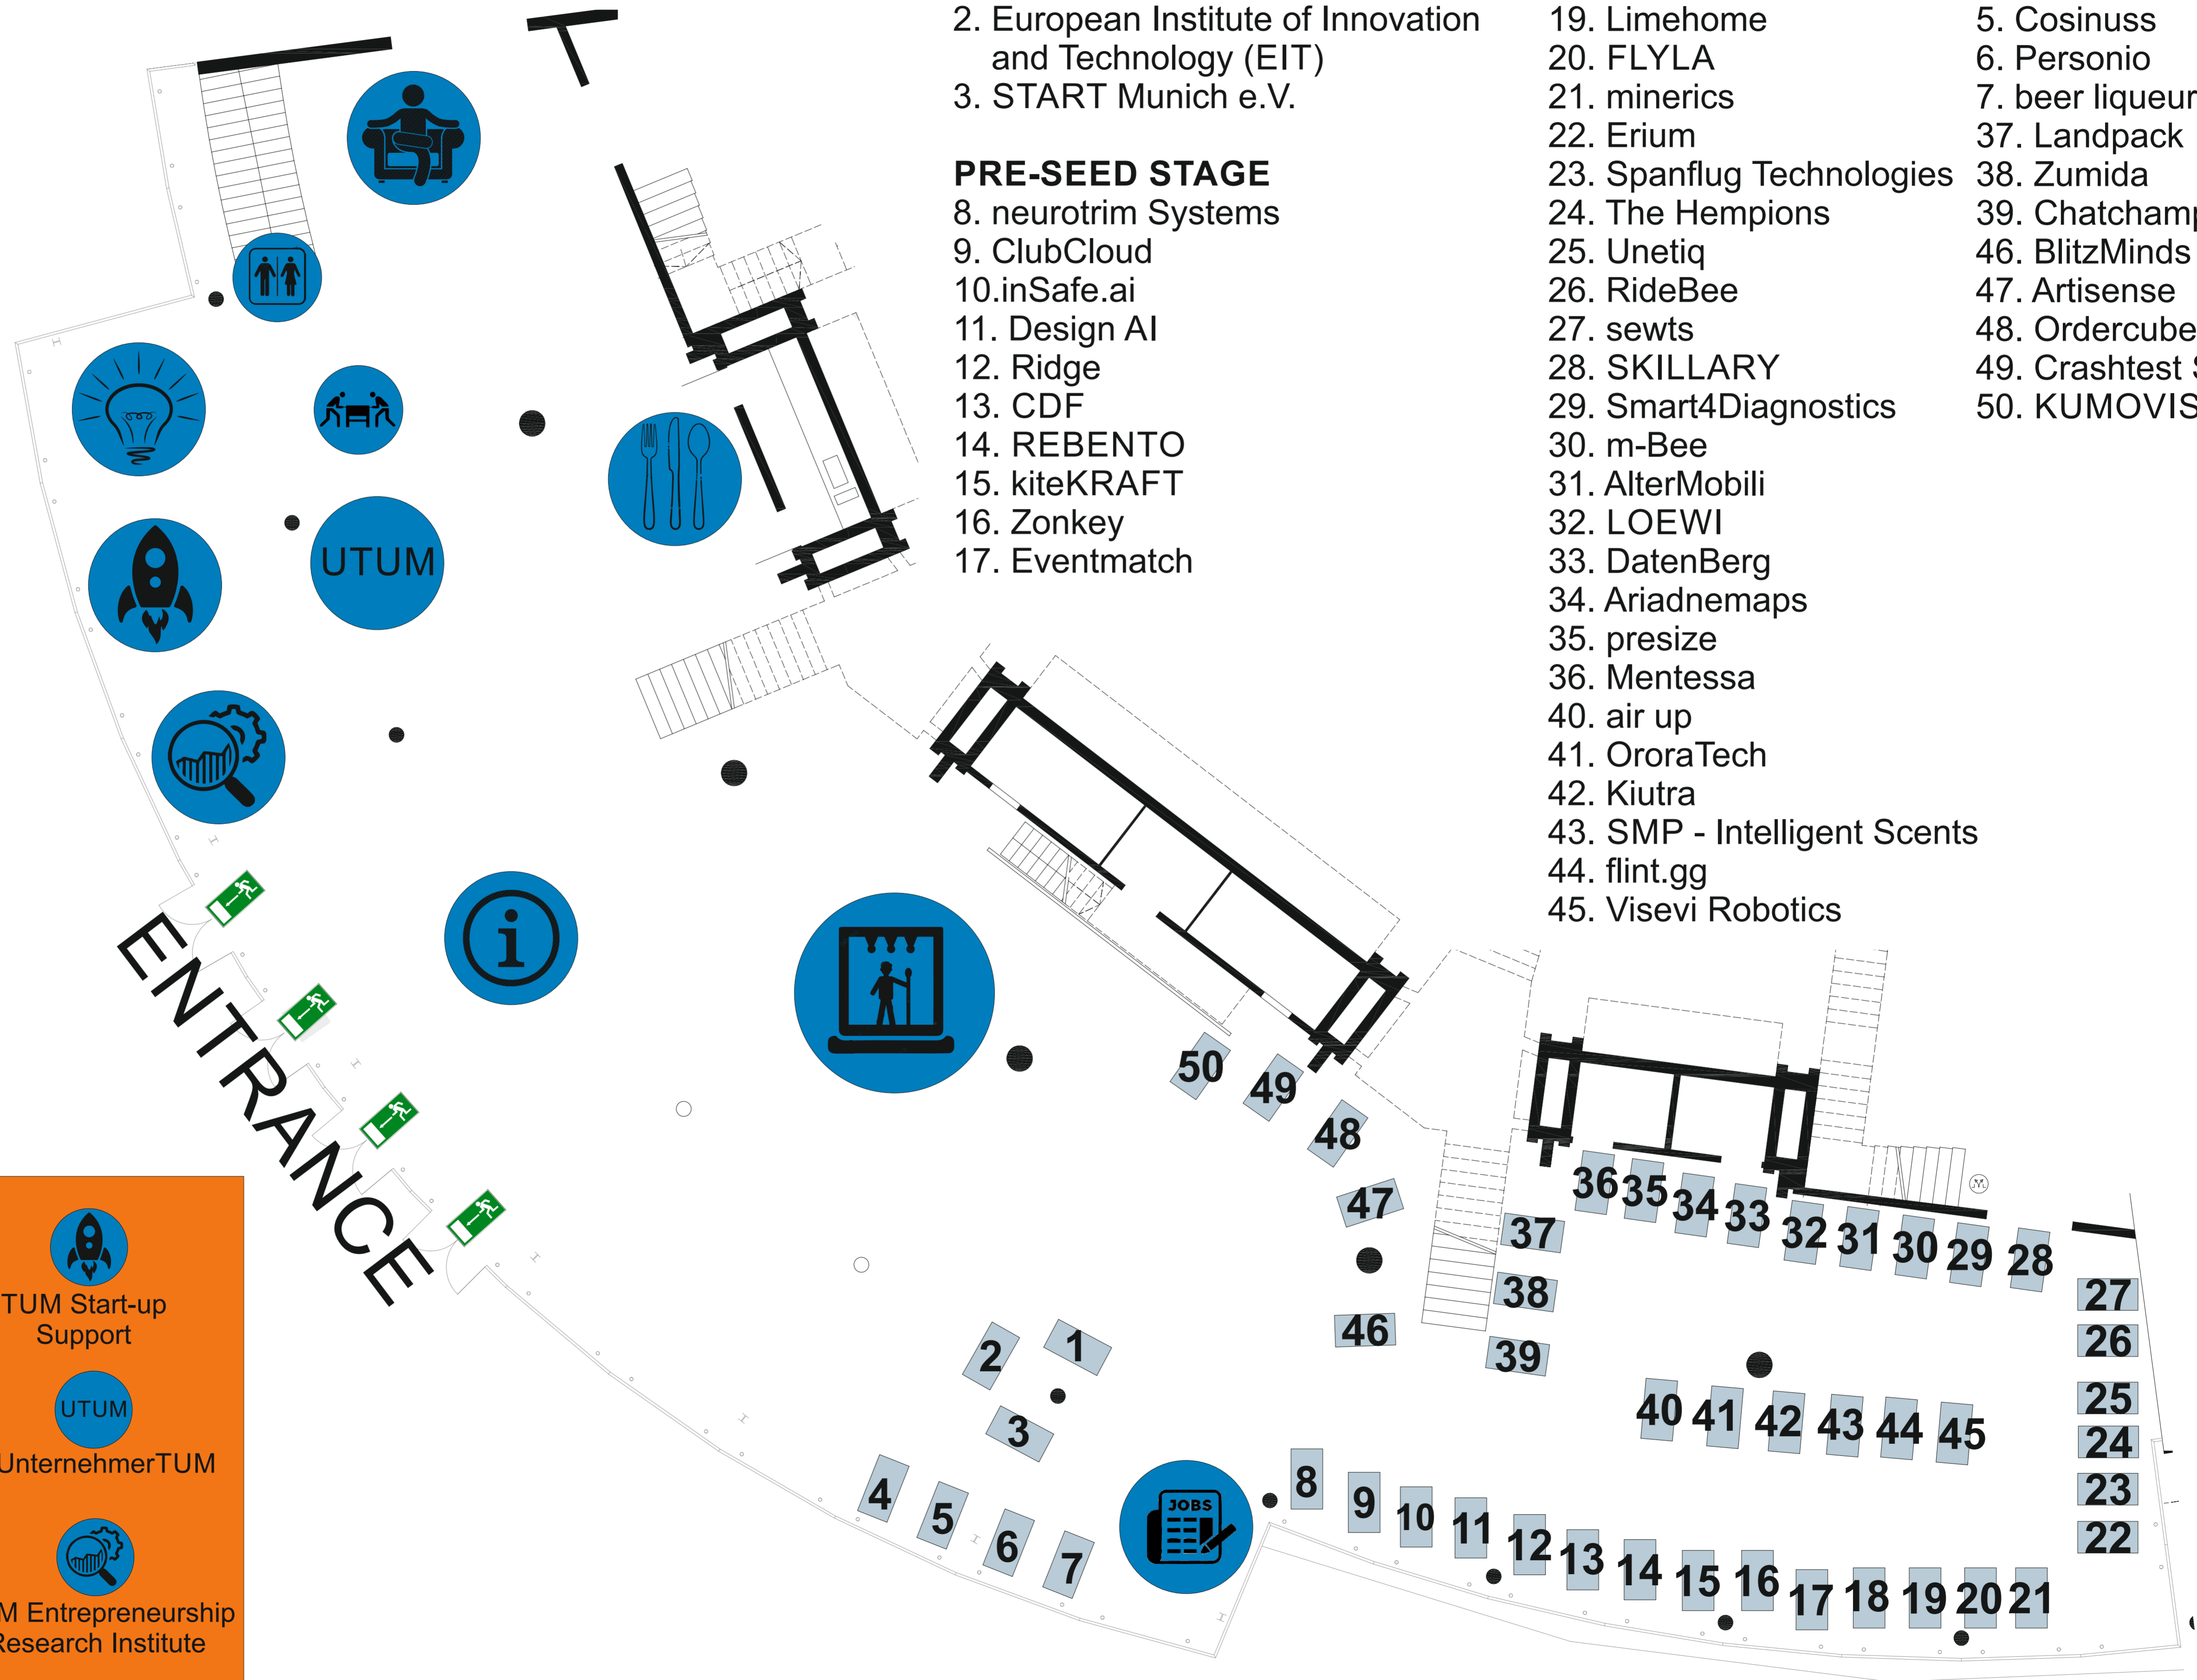 2. European Institute of Innovation
and Technology (EIT)
3. START Munich e.V.
PRE-SEED STAGE
8. neurotrim Systems
9. ClubCloud
10.inSafe.ai
11. Design AI
12. Ridge
13. CDF
14. REBENTO
15. kiteKRAFT
16. Zonkey
17. Eventmatch
19. Limehome
20. FLYLA
21. minerics
22. Erium
23. Spanflug Technologies
24. The Hempions
25. Unetiq
26. RideBee
27. sewts
28. SKILLARY
29. Smart4Diagnostics
30. m-Bee
31. AlterMobili
32. LOEWI
33. DatenBerg
34. Ariadnemaps
35. presize
36. Mentessa
40. air up
41. OroraTech
42. Kiutra
43. SMP - Intelligent Scents
44. flint.gg
45. Visevi Robotics
5. Cosinuss
6. Personio
7. beer liqueur
37. Landpack
38. Zumida
39. Chatchamp
46. BlitzMinds
47. Artisense
48. Ordercube
49. Crashtest S
50. KUMOVIS
UTUM
i
ENTRANCE
50
49
48
47
46
36
35
34
33
32
31
30
29
28
37
38
39
27
26
25
24
23
22
40
41
42
43
44
45
1
2
3
4
5
6
7
JOBS
8
9
10
11
12
13
14
15
16
17
18
19
20
21
TUM Start-up
Support
UTUM
UnternehmerTUM
M Entrepreneurship
Research Institute